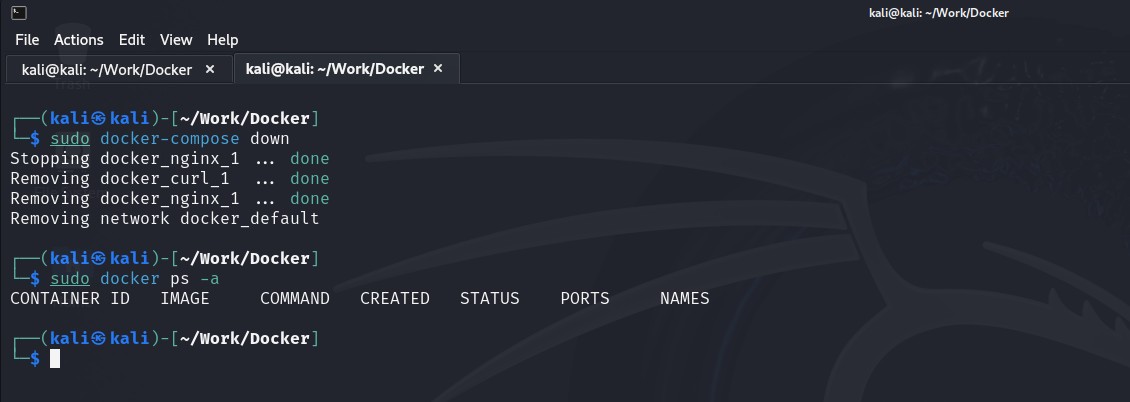 kali@kali: ~/Work/Docker
File Actions Edit View Help
kali@kali: ~/Work/Docker × kali@kali: ~/Work/Docker ×
┌──(kali㉿kali)-[~/Work/Docker]
└─$ sudo docker-compose down
Stopping docker_nginx_1 ... done
Removing docker_curl_1 ... done
Removing docker_nginx_1 ... done
Removing network docker_default
┌──(kali㉿kali)-[~/Work/Docker]
└─$ sudo docker ps -a
CONTAINER ID IMAGE COMMAND CREATED STATUS PORTS NAMES
┌──(kali㉿kali)-[~/Work/Docker]
└─$